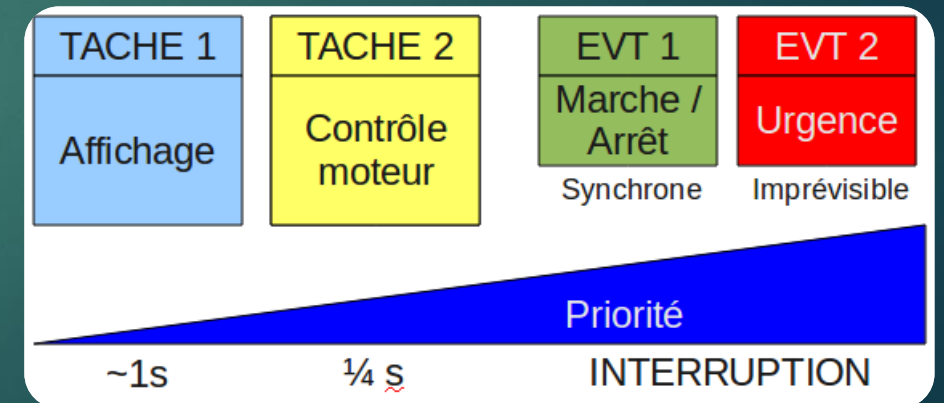 TACHE 1
Affichage
TACHE 2
Contrôle
moteur
EVT 1
Marche /
Arrêt
Synchrone
EVT 2
Urgence
Imprévisible
Priorité
~1s
¼ s
INTERRUPTION